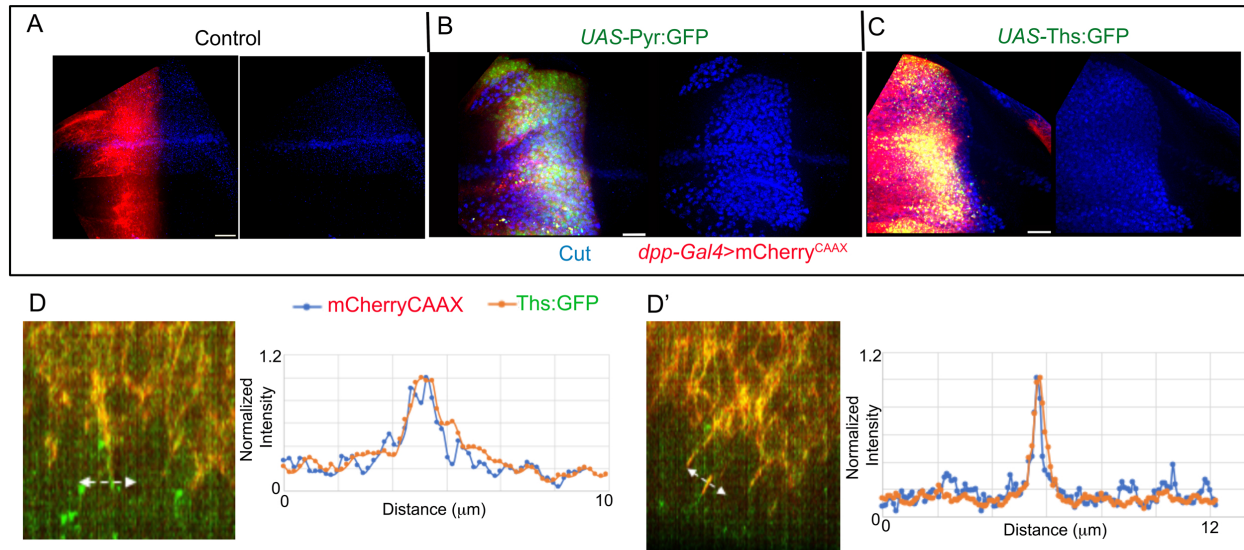 A
Control
B
UAS-Pyr:GFP
C
UAS-Ths:GFP
Cut
dpp-Gal4>mCherryCAAX
D
mCherryCAAX
Ths:GFP
1.2
Normalized
Intensity
0
0
10
Distance (μm)
D'
1.2
Normalized
Intensity
0
0
12
Distance (μm)